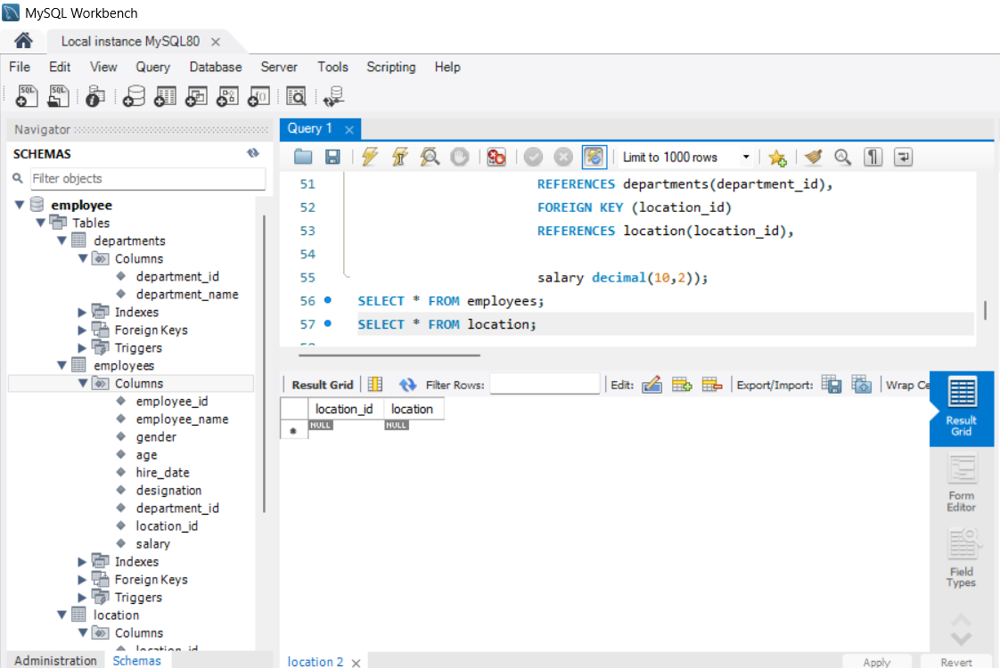 MySQL Workbench
Local instance MySQL80
File Edit View Query Database Server Tools Scripting Help
SQL SQL
Navigator
SCHEMAS
Filter objects
employee
Tables
departments
Columns
department_id
department_name
Indexes
Foreign Keys
Triggers
employees
Columns
employee_id
employee_name
gender
age
hire_date
designation
department_id
location_id
salary
Indexes
Foreign Keys
Triggers
location
Columns
location_id
Administration Schemas
Query 1
Limit to 1000 rows
51 REFERENCES departments(department_id),
52 FOREIGN KEY (location_id)
53 REFERENCES location(location_id),
54
55 salary decimal(10,2));
56 SELECT * FROM employees;
57 SELECT * FROM location;
58
Result Grid Filter Rows: Edit: Export/Import: Wrap Ce
location_id location
NULL NULL
Result
Grid
Form
Editor
Field
Types
location 2
Apply Revert